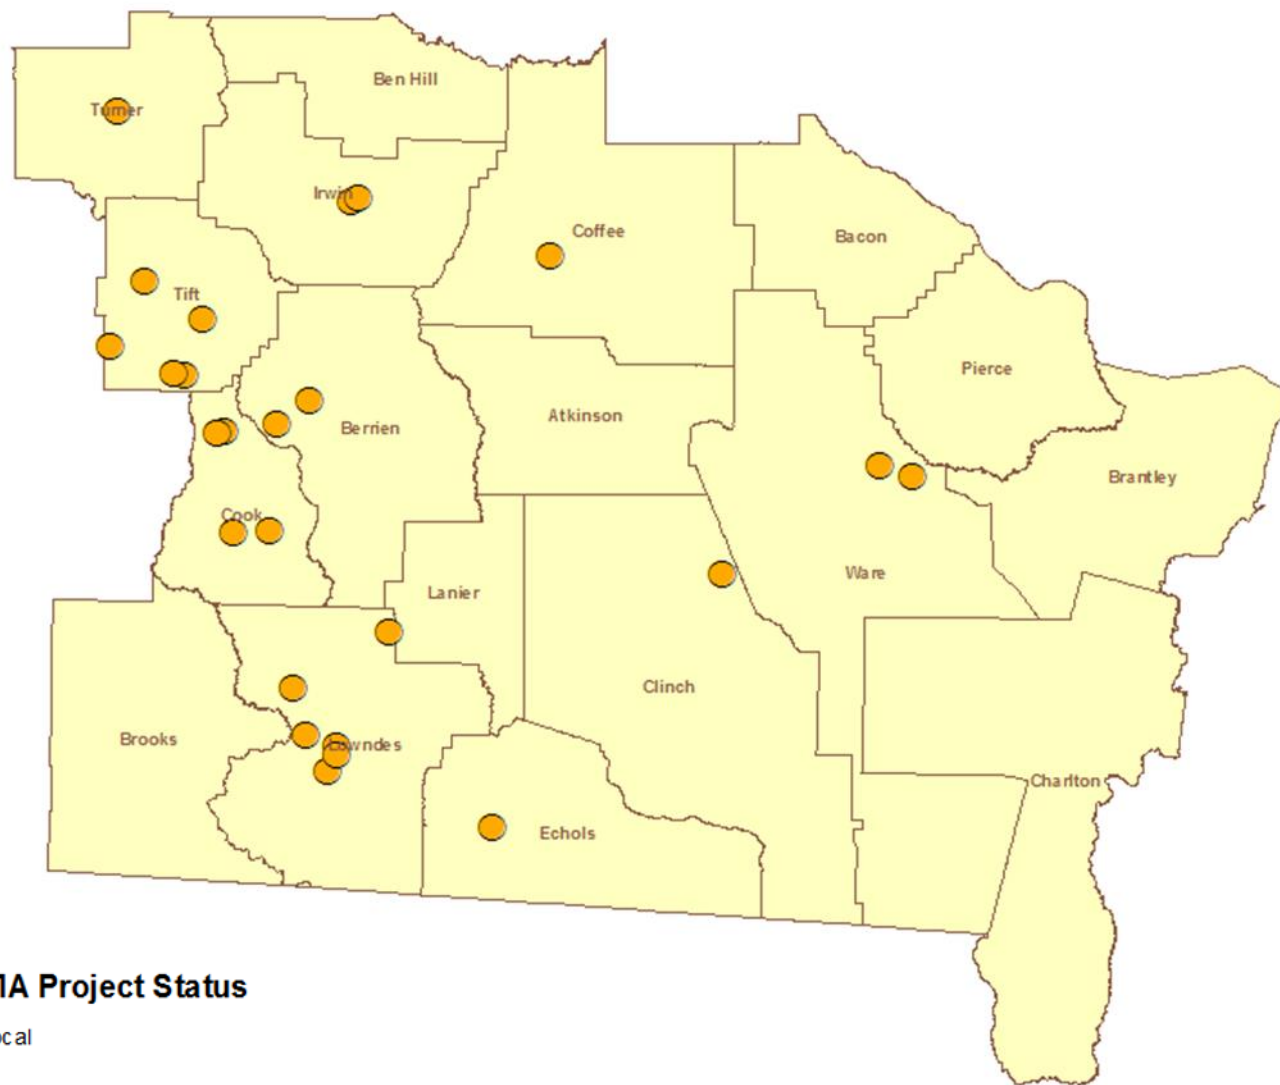 Ben Hill
Turner
Irwin
Coffee
Bacon
Tift
Pierce
Atkinson
Berrien
Brantley
Cook
Ware
Lanier
Clinch
Brooks
Lowndes
Charlton
Echols
IA Project Status
ocal